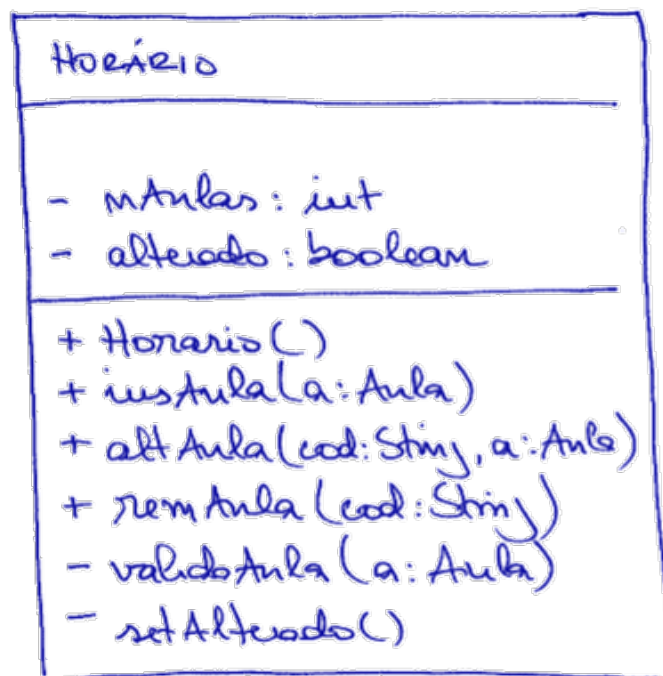 HORÁRIO
- nAulas: int
- alterado: boolean
+ Horario()
+ insAula(a: Aula)
+ altAula(cod: String, a: Aula)
+ remAula(cod: String)
- validaAula(a: Aula)
- setAlterado()